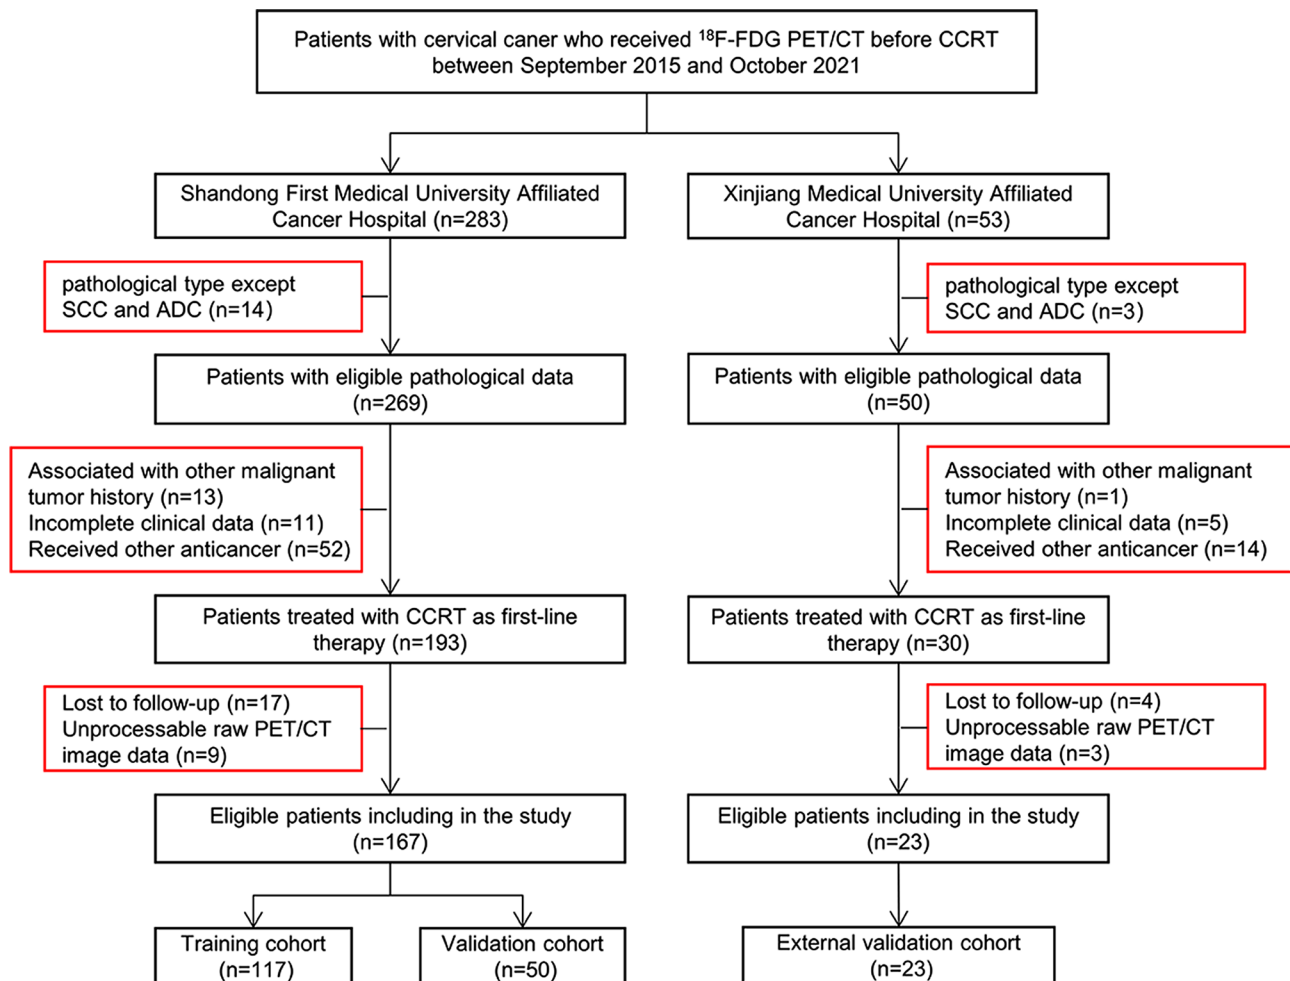 Patients with cervical caner who received ¹⁸F-FDG PET/CT before CCRT
between September 2015 and October 2021
Shandong First Medical University Affiliated
Cancer Hospital (n=283)
Xinjiang Medical University Affiliated
Cancer Hospital (n=53)
pathological type except
SCC and ADC (n=14)
pathological type except
SCC and ADC (n=3)
Patients with eligible pathological data
(n=269)
Patients with eligible pathological data
(n=50)
Associated with other malignant
tumor history (n=13)
Incomplete clinical data (n=11)
Received other anticancer (n=52)
Associated with other malignant
tumor history (n=1)
Incomplete clinical data (n=5)
Received other anticancer (n=14)
Patients treated with CCRT as first-line
therapy (n=193)
Patients treated with CCRT as first-line
therapy (n=30)
Lost to follow-up (n=17)
Unprocessable raw PET/CT
image data (n=9)
Lost to follow-up (n=4)
Unprocessable raw PET/CT
image data (n=3)
Eligible patients including in the study
(n=167)
Eligible patients including in the study
(n=23)
Training cohort
(n=117)
Validation cohort
(n=50)
External validation cohort
(n=23)